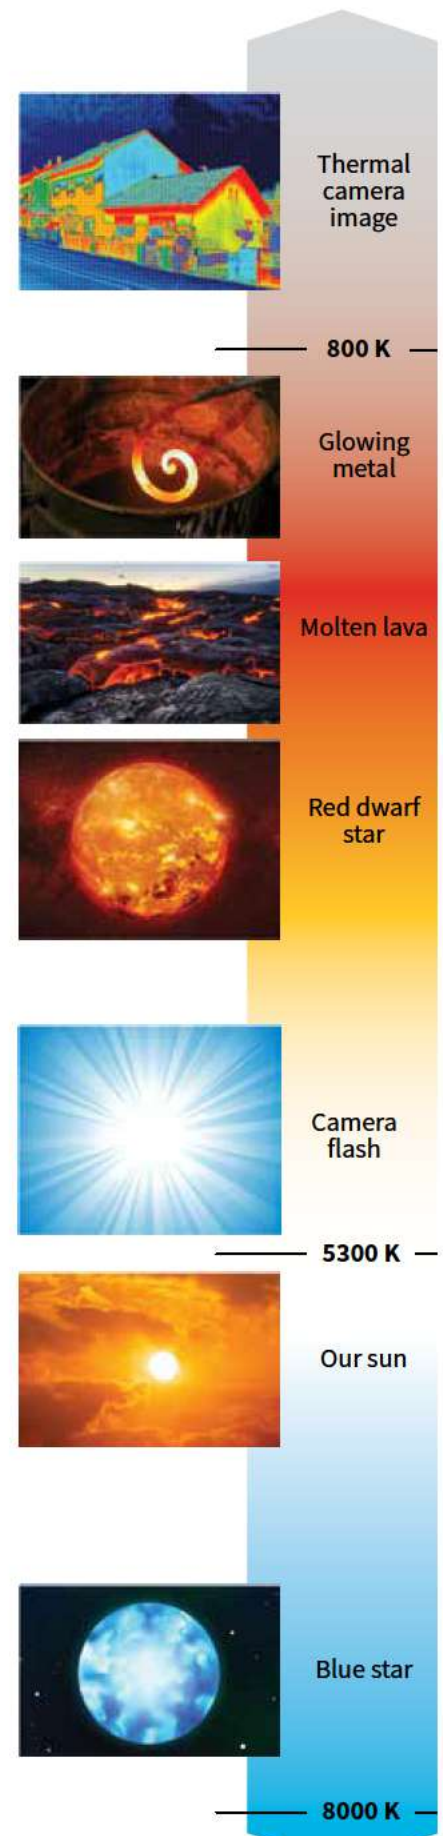 Thermal
camera
image
800 K
Glowing
metal
Molten lava
Red dwarf
star
Camera
flash
5300 K
Our sun
Blue star
8000 K